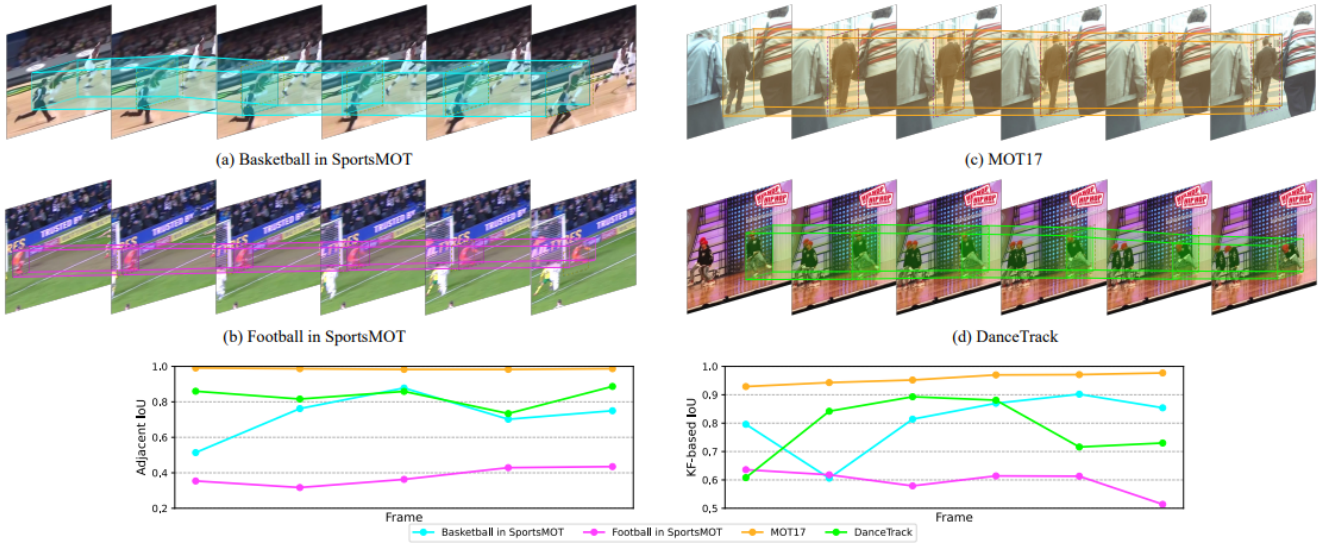 (a) Basketball in SportsMOT
(c) MOT17
TRUSTED BY
HIP HOP
(b) Football in SportsMOT
(d) DanceTrack
1.0
0.8
0.6
0.4
0.2
Adjacent IoU
Frame
1.0
0.9
0.8
0.7
0.6
0.5
KF-based IoU
Frame
Basketball in SportsMOT
Football in SportsMOT
MOT17
DanceTrack